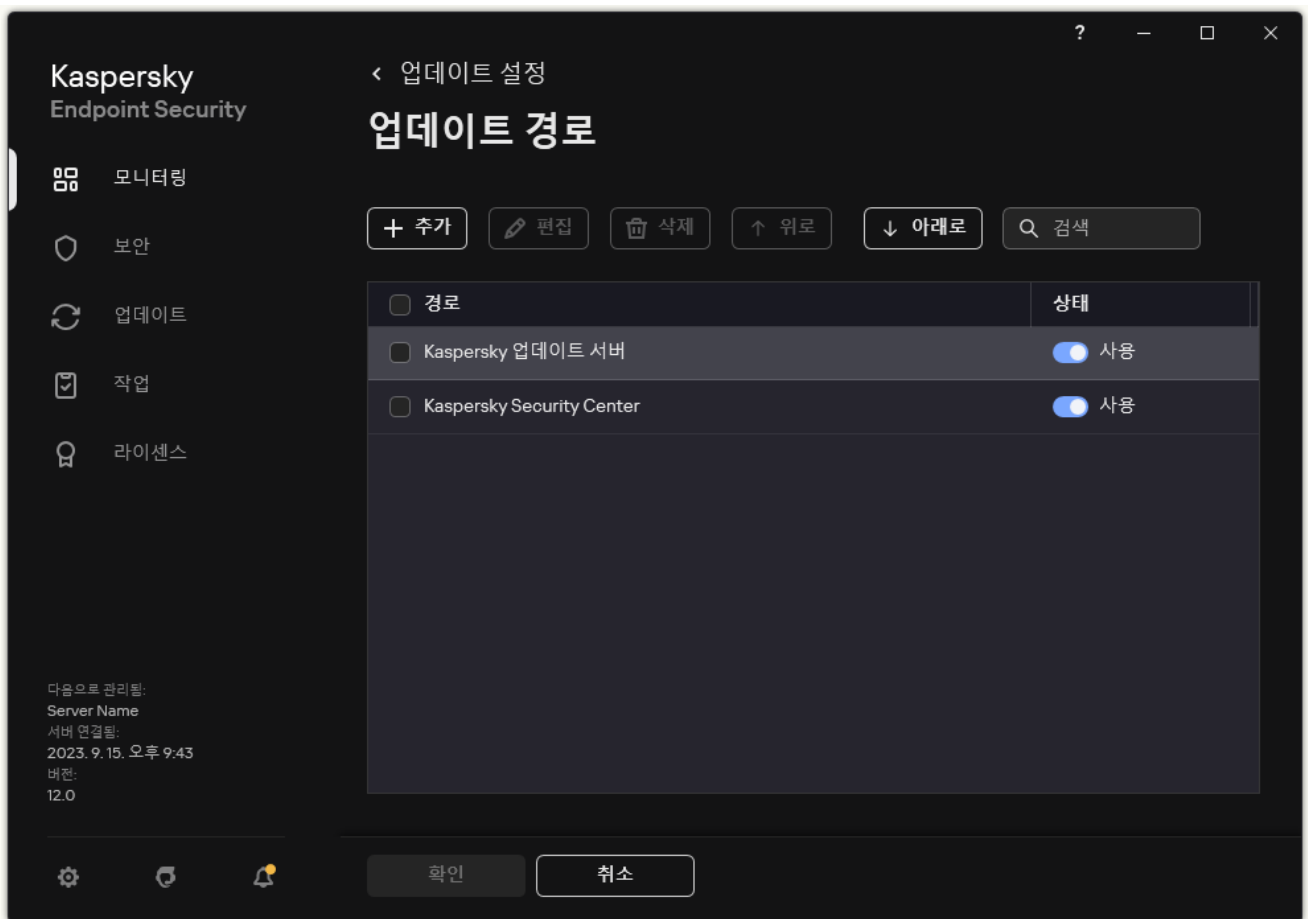 ?
Kaspersky
Endpoint Security
모니터링
보안
업데이트
작업
라이센스
다음으로 관리됨:
Server Name
서버 연결됨:
2023. 9. 15. 오후 9:43
버전:
12.0
업데이트 설정
업데이트 경로
추가 편집 삭제 위로 아래로 검색
경로 상태
Kaspersky 업데이트 서버 사용
Kaspersky Security Center 사용
확인 취소